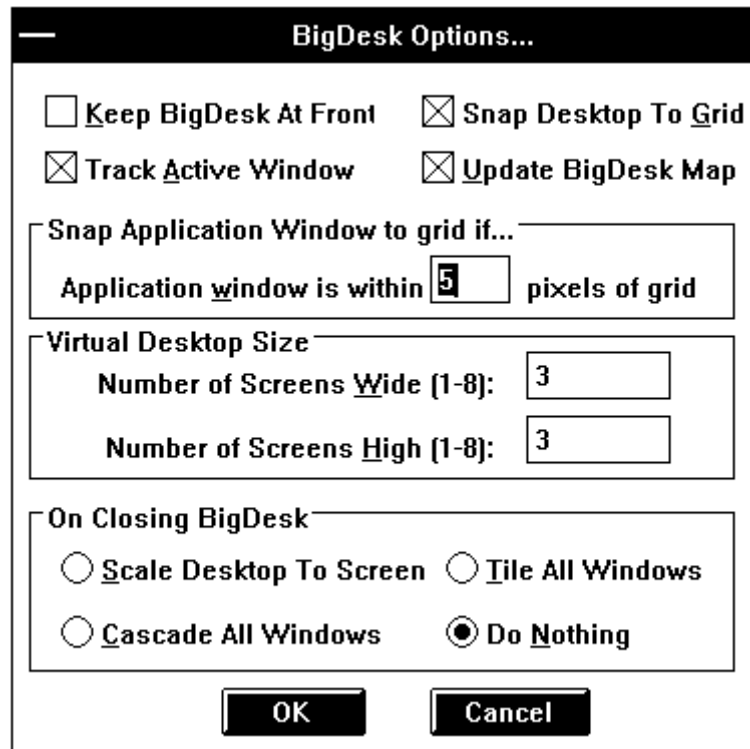 BigDesk Options...
Keep BigDesk At Front Snap Desktop To Grid
Track Active Window Update BigDesk Map
Snap Application Window to grid if...
Application window is within 5 pixels of grid
Virtual Desktop Size
Number of Screens Wide (1-8): 3
Number of Screens High (1-8): 3
On Closing BigDesk
Scale Desktop To Screen Tile All Windows
Cascade All Windows Do Nothing
OK Cancel